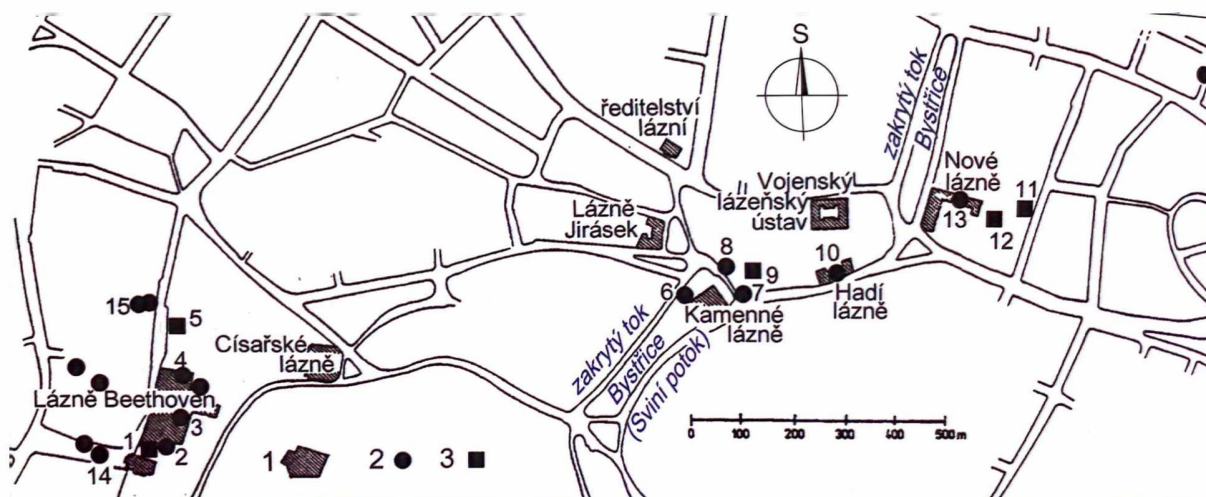 S
zakrytý tok
Bystřice
ředitelství
lázní
Nové
lázně
11
13
12
Vojenský
lázeňský
ústav
Lázně
Jirásek
8
9
10
6
7
Hadí
lázně
Kamenné
lázně
15
5
Císařské
lázně
zakrytý tok
Bystřice
(Sviní potok)
4
Lázně Beethoven
3
1
2
14
0
100
200
300
500 m
1
2
3